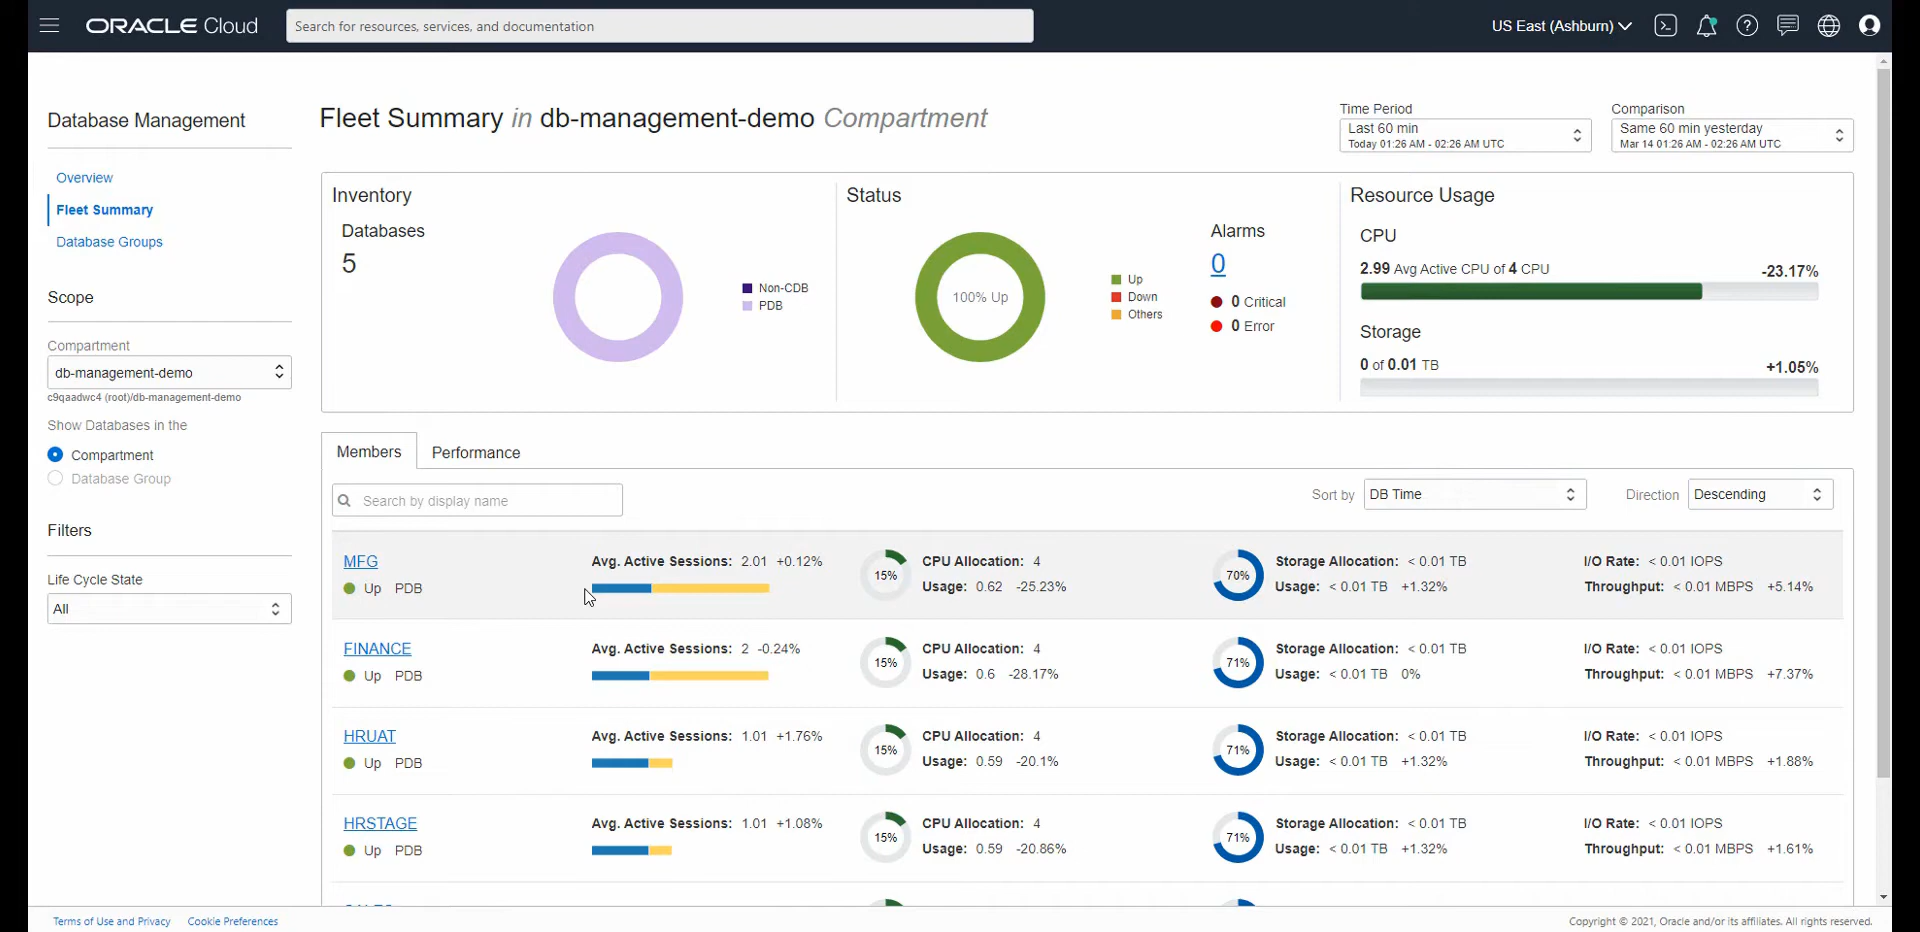 ORACLE Cloud
Search for resources, services, and documentation
US East (Ashburn)
Database Management
Overview
Fleet Summary
Database Groups
Scope
Compartment
db-management-demo
c9qaadwc4 (root)/db-management-demo
Show Databases in the
Compartment
Database Group
Filters
Life Cycle State
All
Fleet Summary in db-management-demo Compartment
Time Period
Last 60 min
Today 01:26 AM - 02:26 AM UTC
Comparison
Same 60 min yesterday
Mar 14 01:26 AM - 02:26 AM UTC
Inventory
Databases
5
Non-CDB
PDB
Status
100% Up
Up
Down
Others
Alarms
0
0 Critical
0 Error
Resource Usage
CPU
2.99 Avg Active CPU of 4 CPU
-23.17%
Storage
0 of 0.01 TB
+1.05%
Members
Performance
Search by display name
Sort by
DB Time
Direction
Descending
MFG
Up PDB
Avg. Active Sessions: 2.01 +0.12%
15%
CPU Allocation: 4
Usage: 0.62 -25.23%
70%
Storage Allocation: < 0.01 TB
Usage: < 0.01 TB +1.32%
I/O Rate: < 0.01 IOPS
Throughput: < 0.01 MBPS +5.14%
FINANCE
Up PDB
Avg. Active Sessions: 2 -0.24%
15%
CPU Allocation: 4
Usage: 0.6 -28.17%
71%
Storage Allocation: < 0.01 TB
Usage: < 0.01 TB 0%
I/O Rate: < 0.01 IOPS
Throughput: < 0.01 MBPS +7.37%
HRUAT
Up PDB
Avg. Active Sessions: 1.01 +1.76%
15%
CPU Allocation: 4
Usage: 0.59 -20.1%
71%
Storage Allocation: < 0.01 TB
Usage: < 0.01 TB +1.32%
I/O Rate: < 0.01 IOPS
Throughput: < 0.01 MBPS +1.88%
HRSTAGE
Up PDB
Avg. Active Sessions: 1.01 +1.08%
15%
CPU Allocation: 4
Usage: 0.59 -20.86%
71%
Storage Allocation: < 0.01 TB
Usage: < 0.01 TB +1.32%
I/O Rate: < 0.01 IOPS
Throughput: < 0.01 MBPS +1.61%
Terms of Use and Privacy
Cookie Preferences
Copyright © 2021, Oracle and/or its affiliates. All rights reserved.